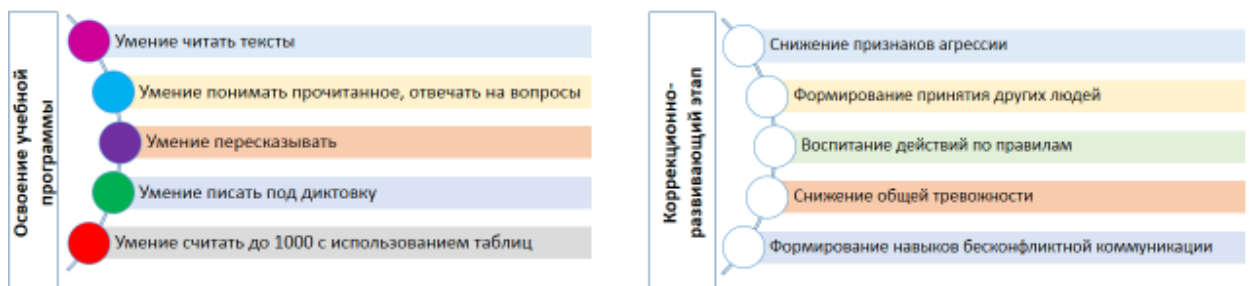 Освоение учебной
программы
Умение читать тексты
Умение понимать прочитанное, отвечать на вопросы
Умение пересказывать
Умение писать под диктовку
Умение считать до 1000 с использованием таблиц
Коррекционно-
развивающий этап
Снижение признаков агрессии
Формирование принятия других людей
Воспитание действий по правилам
Снижение общей тревожности
Формирование навыков бесконфликтной коммуникации